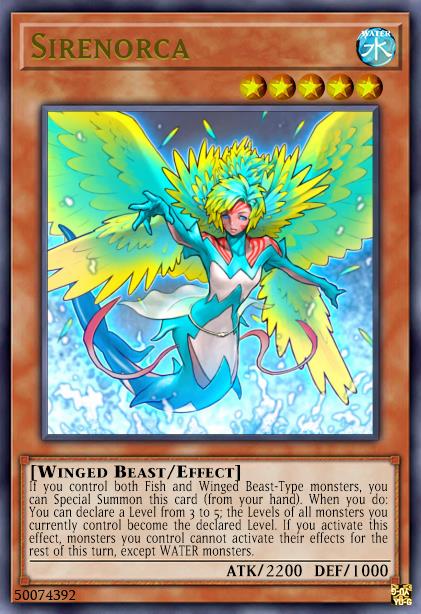 SIRENORCA
WATER
水
[WINGED BEAST/EFFECT]
If you control both Fish and Winged Beast-Type monsters, you
can Special Summon this card (from your hand). When you do:
You can declare a Level from 3 to 5; the Levels of all monsters you
currently control become the declared Level. If you activate this
effect, monsters you control cannot activate their effects for the
rest of this turn, except WATER monsters.
ATK/2200 DEF/1000
50074392